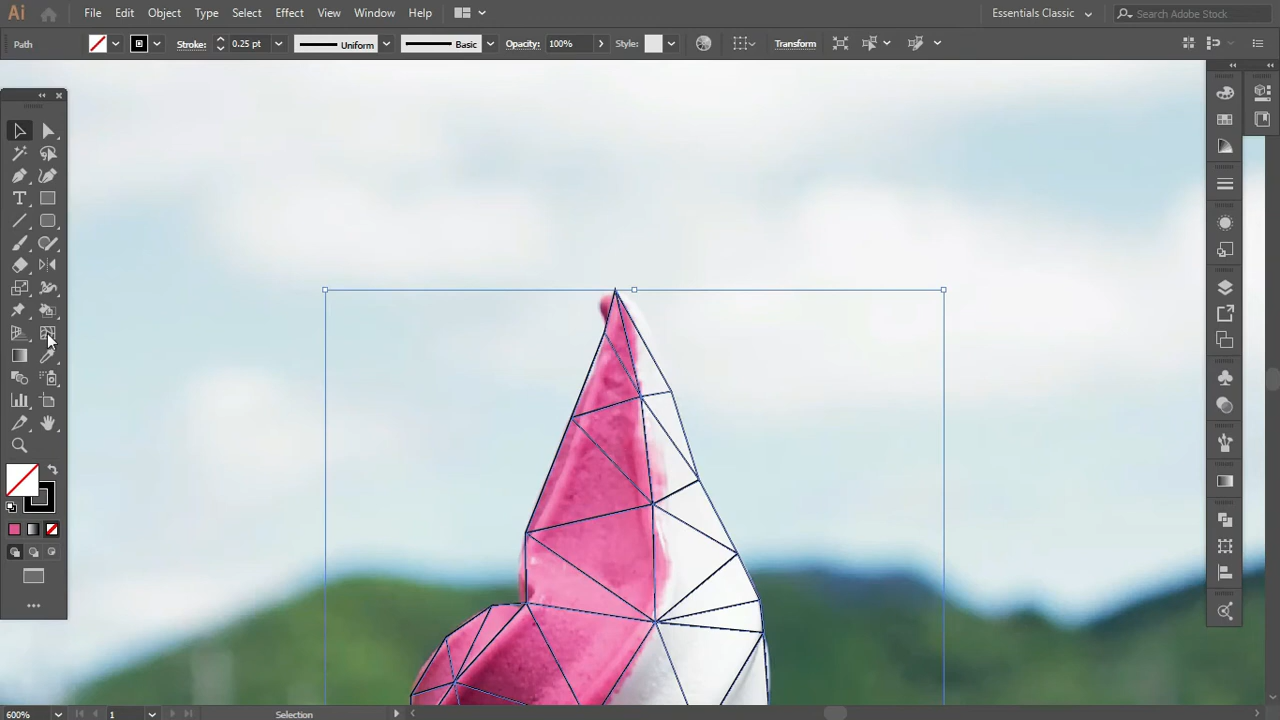 Ai File Edit Object Type Select Effect View Window Help Essentials Classic Search Adobe Stock
Path Stroke: 0.25 pt Uniform Basic Opacity: 100% Style: Transform
T
600% 1 Selection